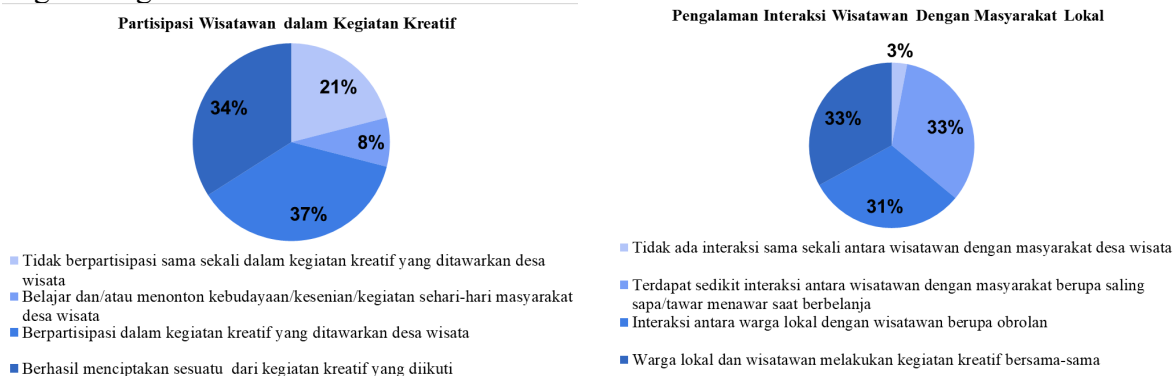 Partisipasi Wisatawan dalam Kegiatan Kreatif
21%
8%
37%
34%
Tidak berpartisipasi sama sekali dalam kegiatan kreatif yang ditawarkan desa
wisata
Belajar dan/atau menonton kebudayaan/kesenian/kegiatan sehari-hari masyarakat
desa wisata
Berpartisipasi dalam kegiatan kreatif yang ditawarkan desa wisata
Berhasil menciptakan sesuatu dari kegiatan kreatif yang diikuti
Pengalaman Interaksi Wisatawan Dengan Masyarakat Lokal
3%
33%
31%
33%
Tidak ada interaksi sama sekali antara wisatawan dengan masyarakat desa wisata
Terdapat sedikit interaksi antara wisatawan dengan masyarakat berupa saling
sapa/tawar menawar saat berbelanja
Interaksi antara warga lokal dengan wisatawan berupa obrolan
Warga lokal dan wisatawan melakukan kegiatan kreatif bersama-sama